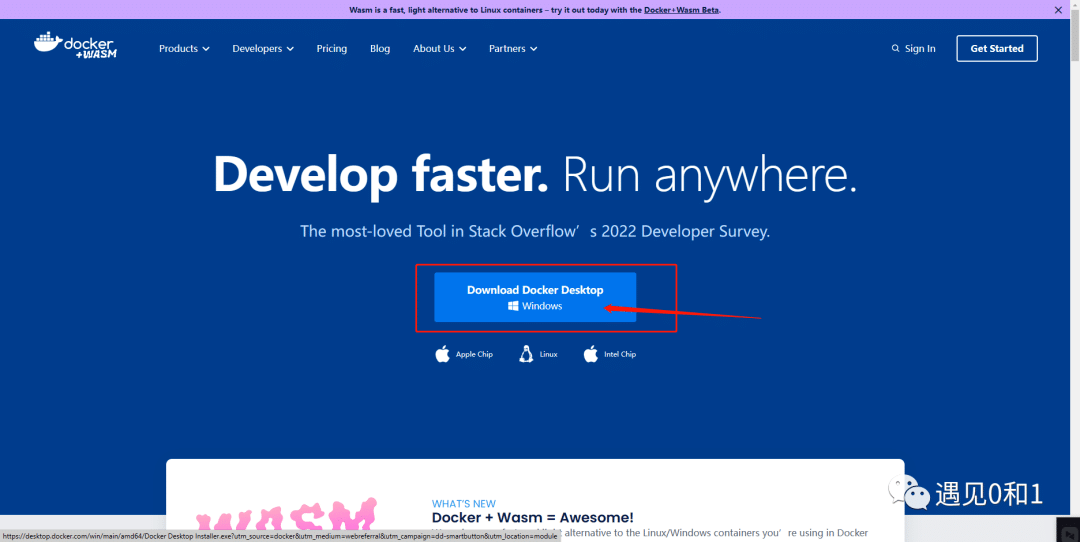 Wasm is a fast, light alternative to Linux containers – try it out today with the Docker+Wasm Beta.
docker
+WASM
Products Developers Pricing Blog About Us Partners Sign In Get Started
Develop faster. Run anywhere.
The most-loved Tool in Stack Overflow’s 2022 Developer Survey.
Download Docker Desktop
Windows
Apple Chip Linux Intel Chip
WHAT'S NEW
Docker + Wasm = Awesome!
WASM
alternative to the Linux/Windows containers you’re using in Docker
遇见0和1
https://desktop.docker.com/win/main/amd64/Docker Desktop Installer.exe?utm_source=docker&utm_medium=webreferral&utm_campaign=dd-smartbutton&utm_location=module